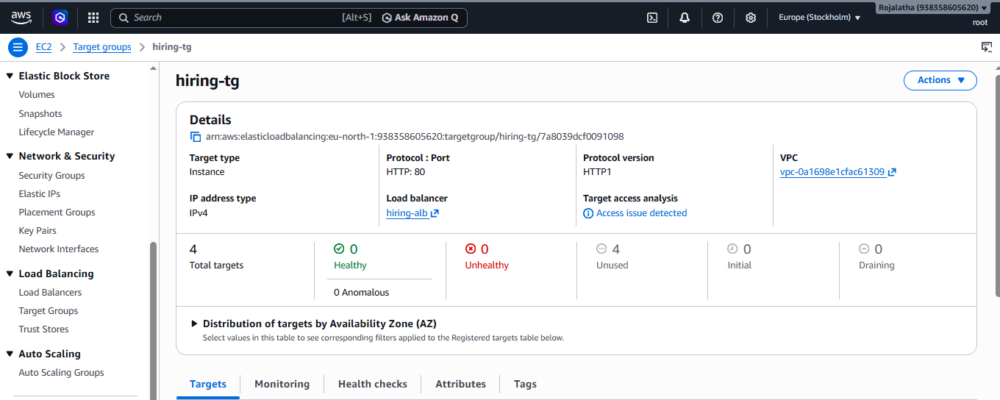 aws
Search [Alt+S] Ask Amazon Q
Europe (Stockholm)
Rojalatha (938358605620)
root
EC2 Target groups hiring-tg
Elastic Block Store
Volumes
Snapshots
Lifecycle Manager
Network & Security
Security Groups
Elastic IPs
Placement Groups
Key Pairs
Network Interfaces
Load Balancing
Load Balancers
Target Groups
Trust Stores
Auto Scaling
Auto Scaling Groups
hiring-tg
Actions
Details
arn:aws:elasticloadbalancing:eu-north-1:938358605620:targetgroup/hiring-tg/7a8039dcf0091098
Target type
Instance
Protocol : Port
HTTP: 80
Protocol version
HTTP1
VPC
vpc-0a1698e1cfac61309
IP address type
IPv4
Load balancer
hiring-alb
Target access analysis
Access issue detected
4
Total targets
0
Healthy
0 Anomalous
0
Unhealthy
4
Unused
0
Initial
0
Draining
Distribution of targets by Availability Zone (AZ)
Select values in this table to see corresponding filters applied to the Registered targets table below.
Targets Monitoring Health checks Attributes Tags